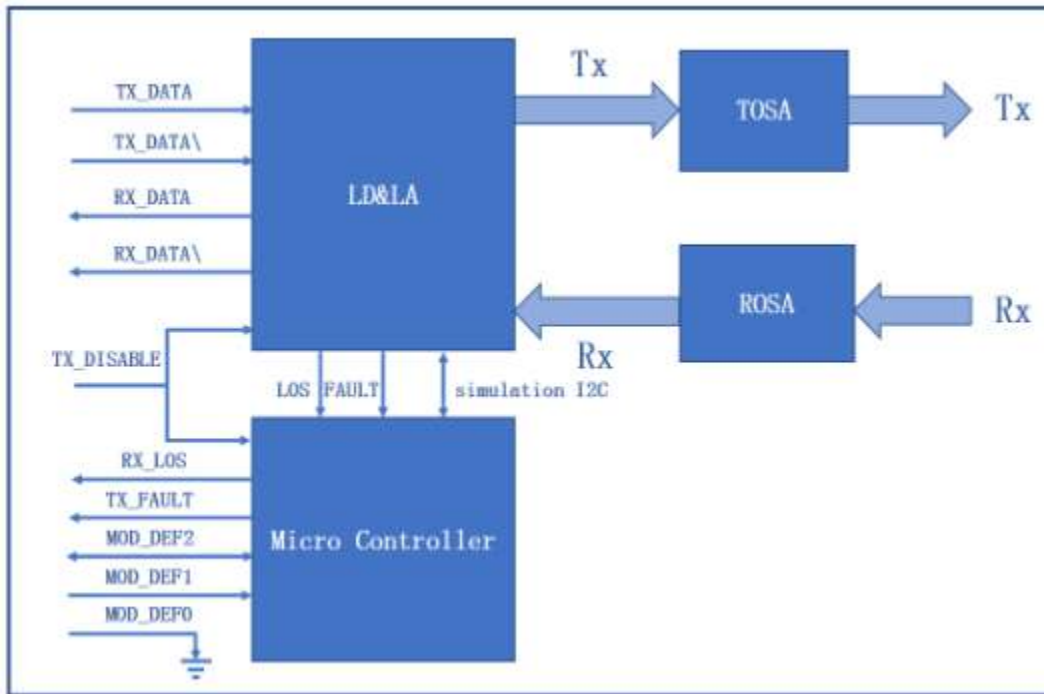 TX_DATA
TX_DATA\
RX_DATA
RX_DATA\
TX_DISABLE
LD&LA
Tx
TOSA
Tx
ROSA
Rx
Rx
LOS FAULT simulation I2C
RX_LOS
TX_FAULT
MOD_DEF2
MOD_DEF1
MOD_DEF0
Micro Controller